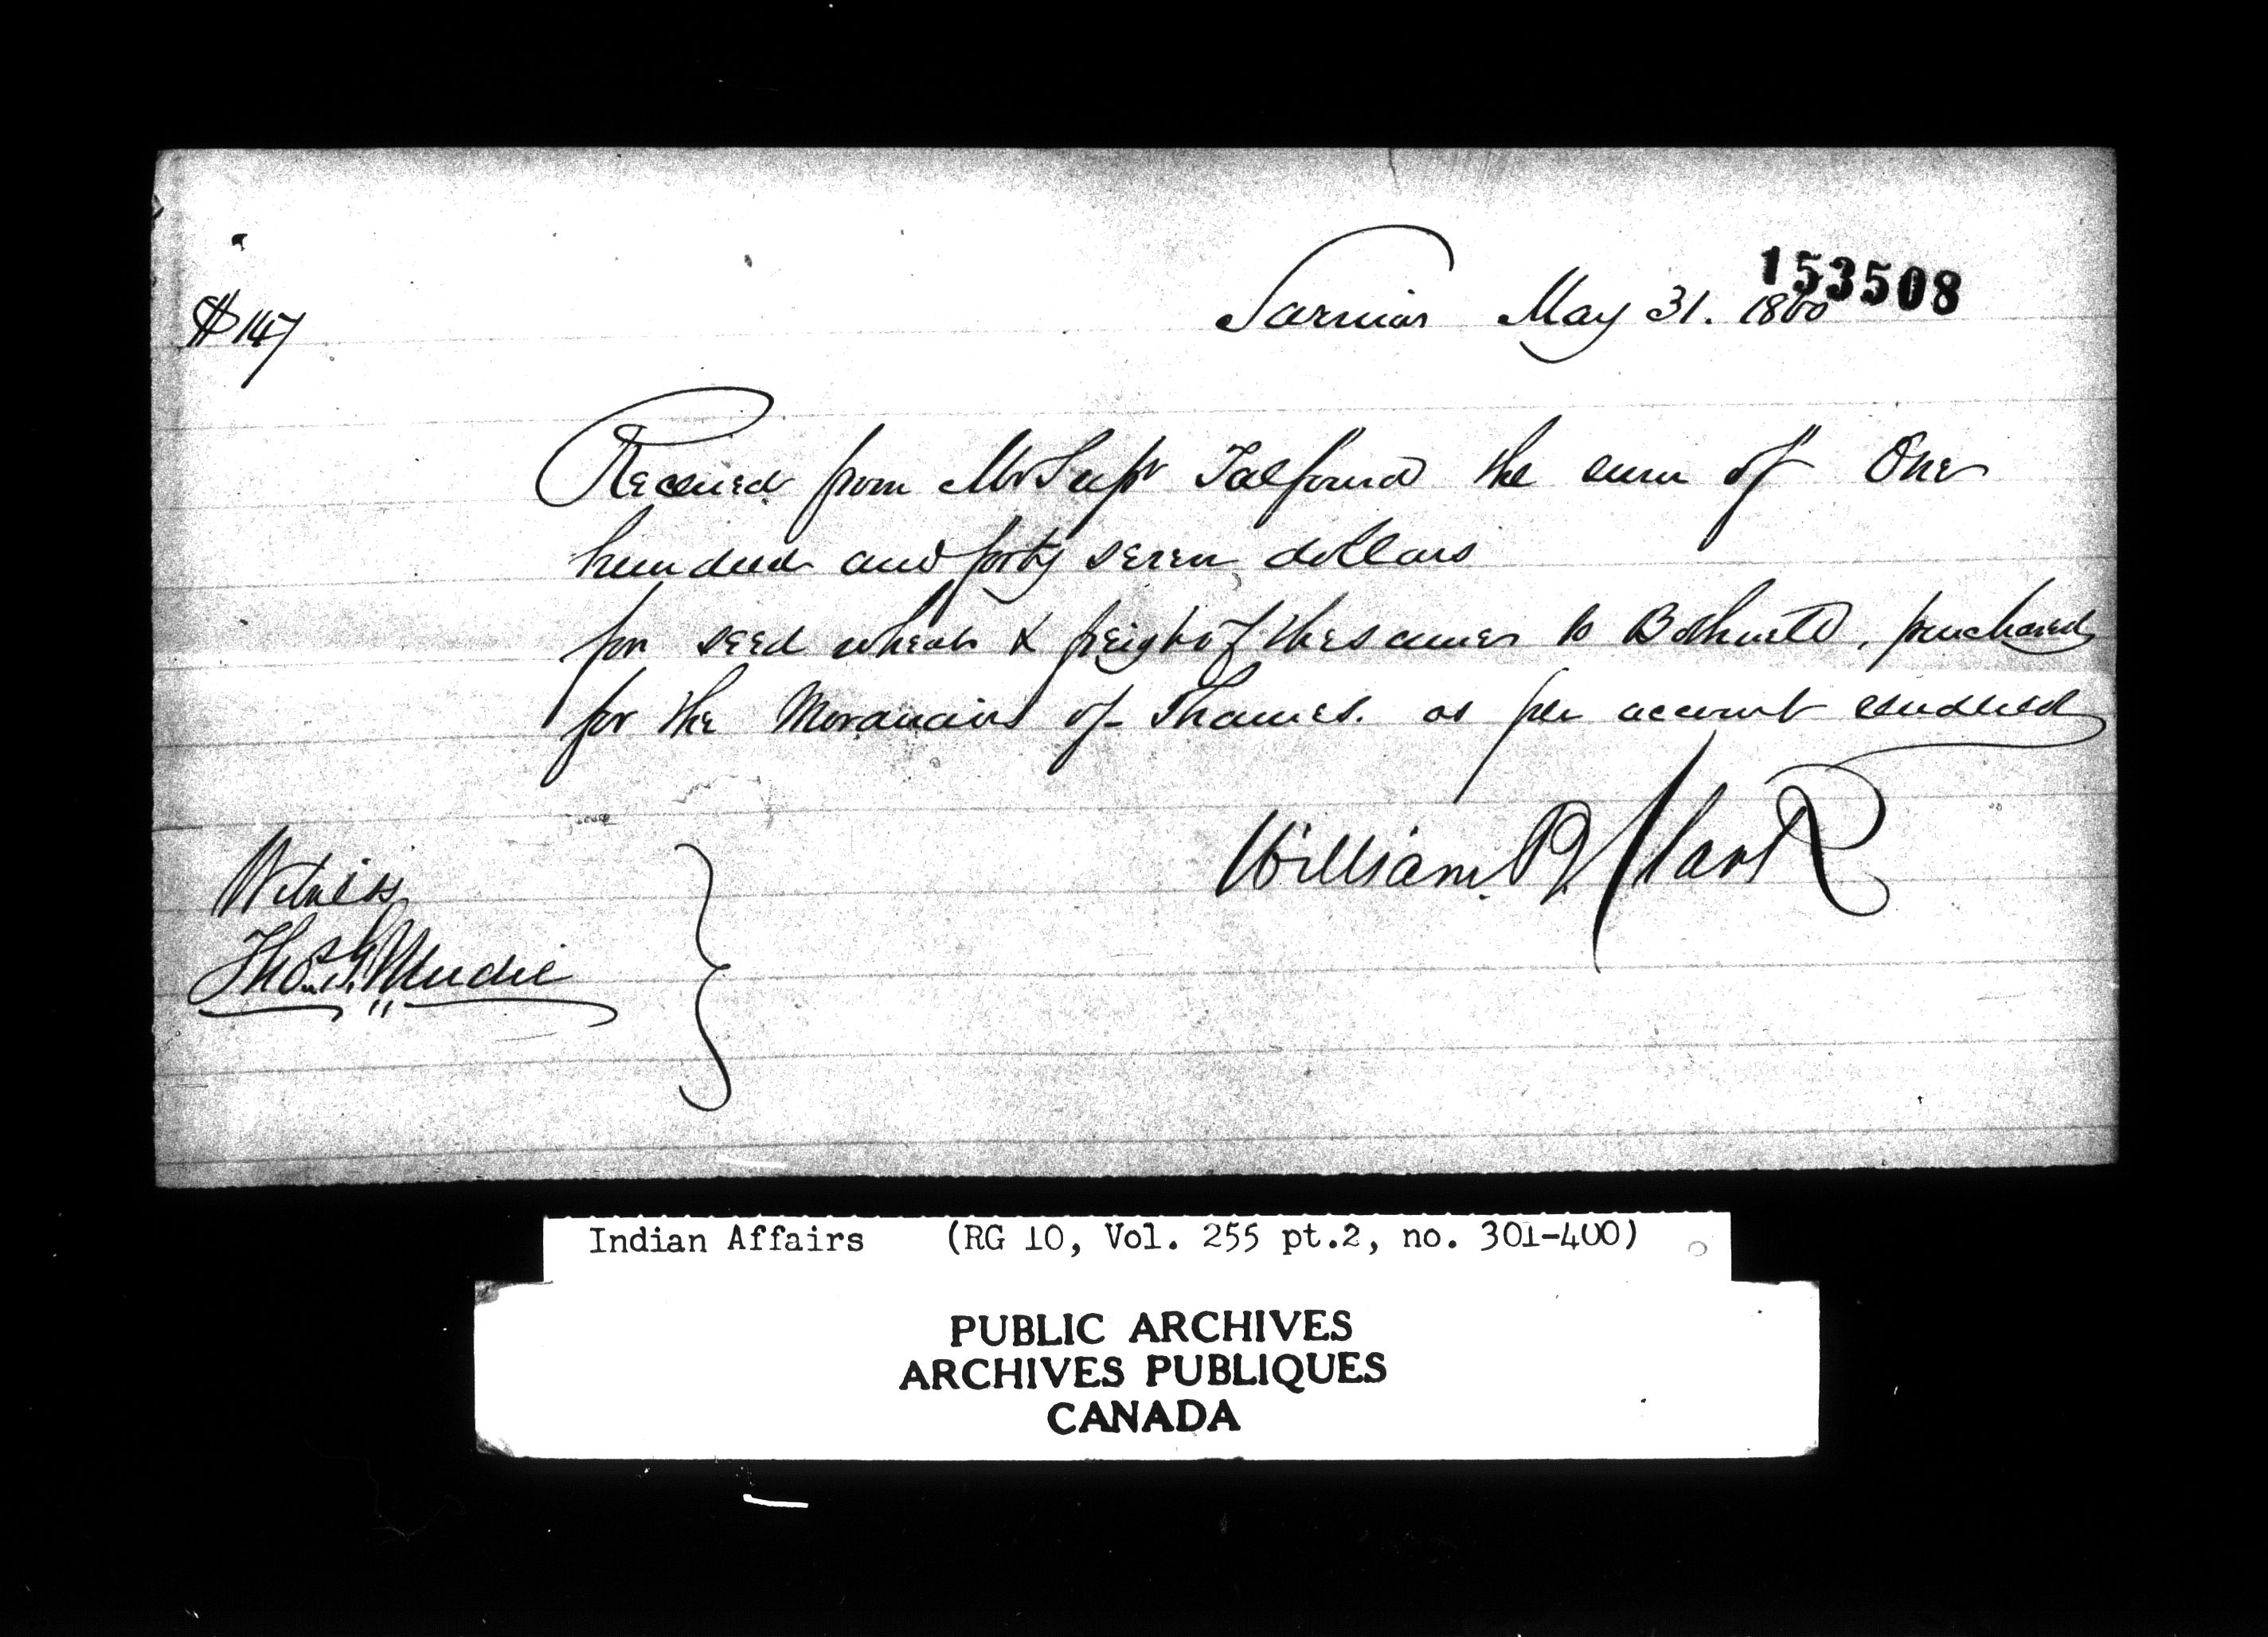 153508
$147
Sarnia May 31. 1860
Received from Mr Supt Talfourd the sum of One
hundred and forty seven dollars
for seed wheat & freight of the same to Bothwell, purchased
for the Moravians of Thames. as per account rendered
William Clark
Witness
Thos. Mudie
Indian Affairs (RG 10, Vol. 255 pt.2, no. 301-400)
PUBLIC ARCHIVES
ARCHIVES PUBLIQUES
CANADA